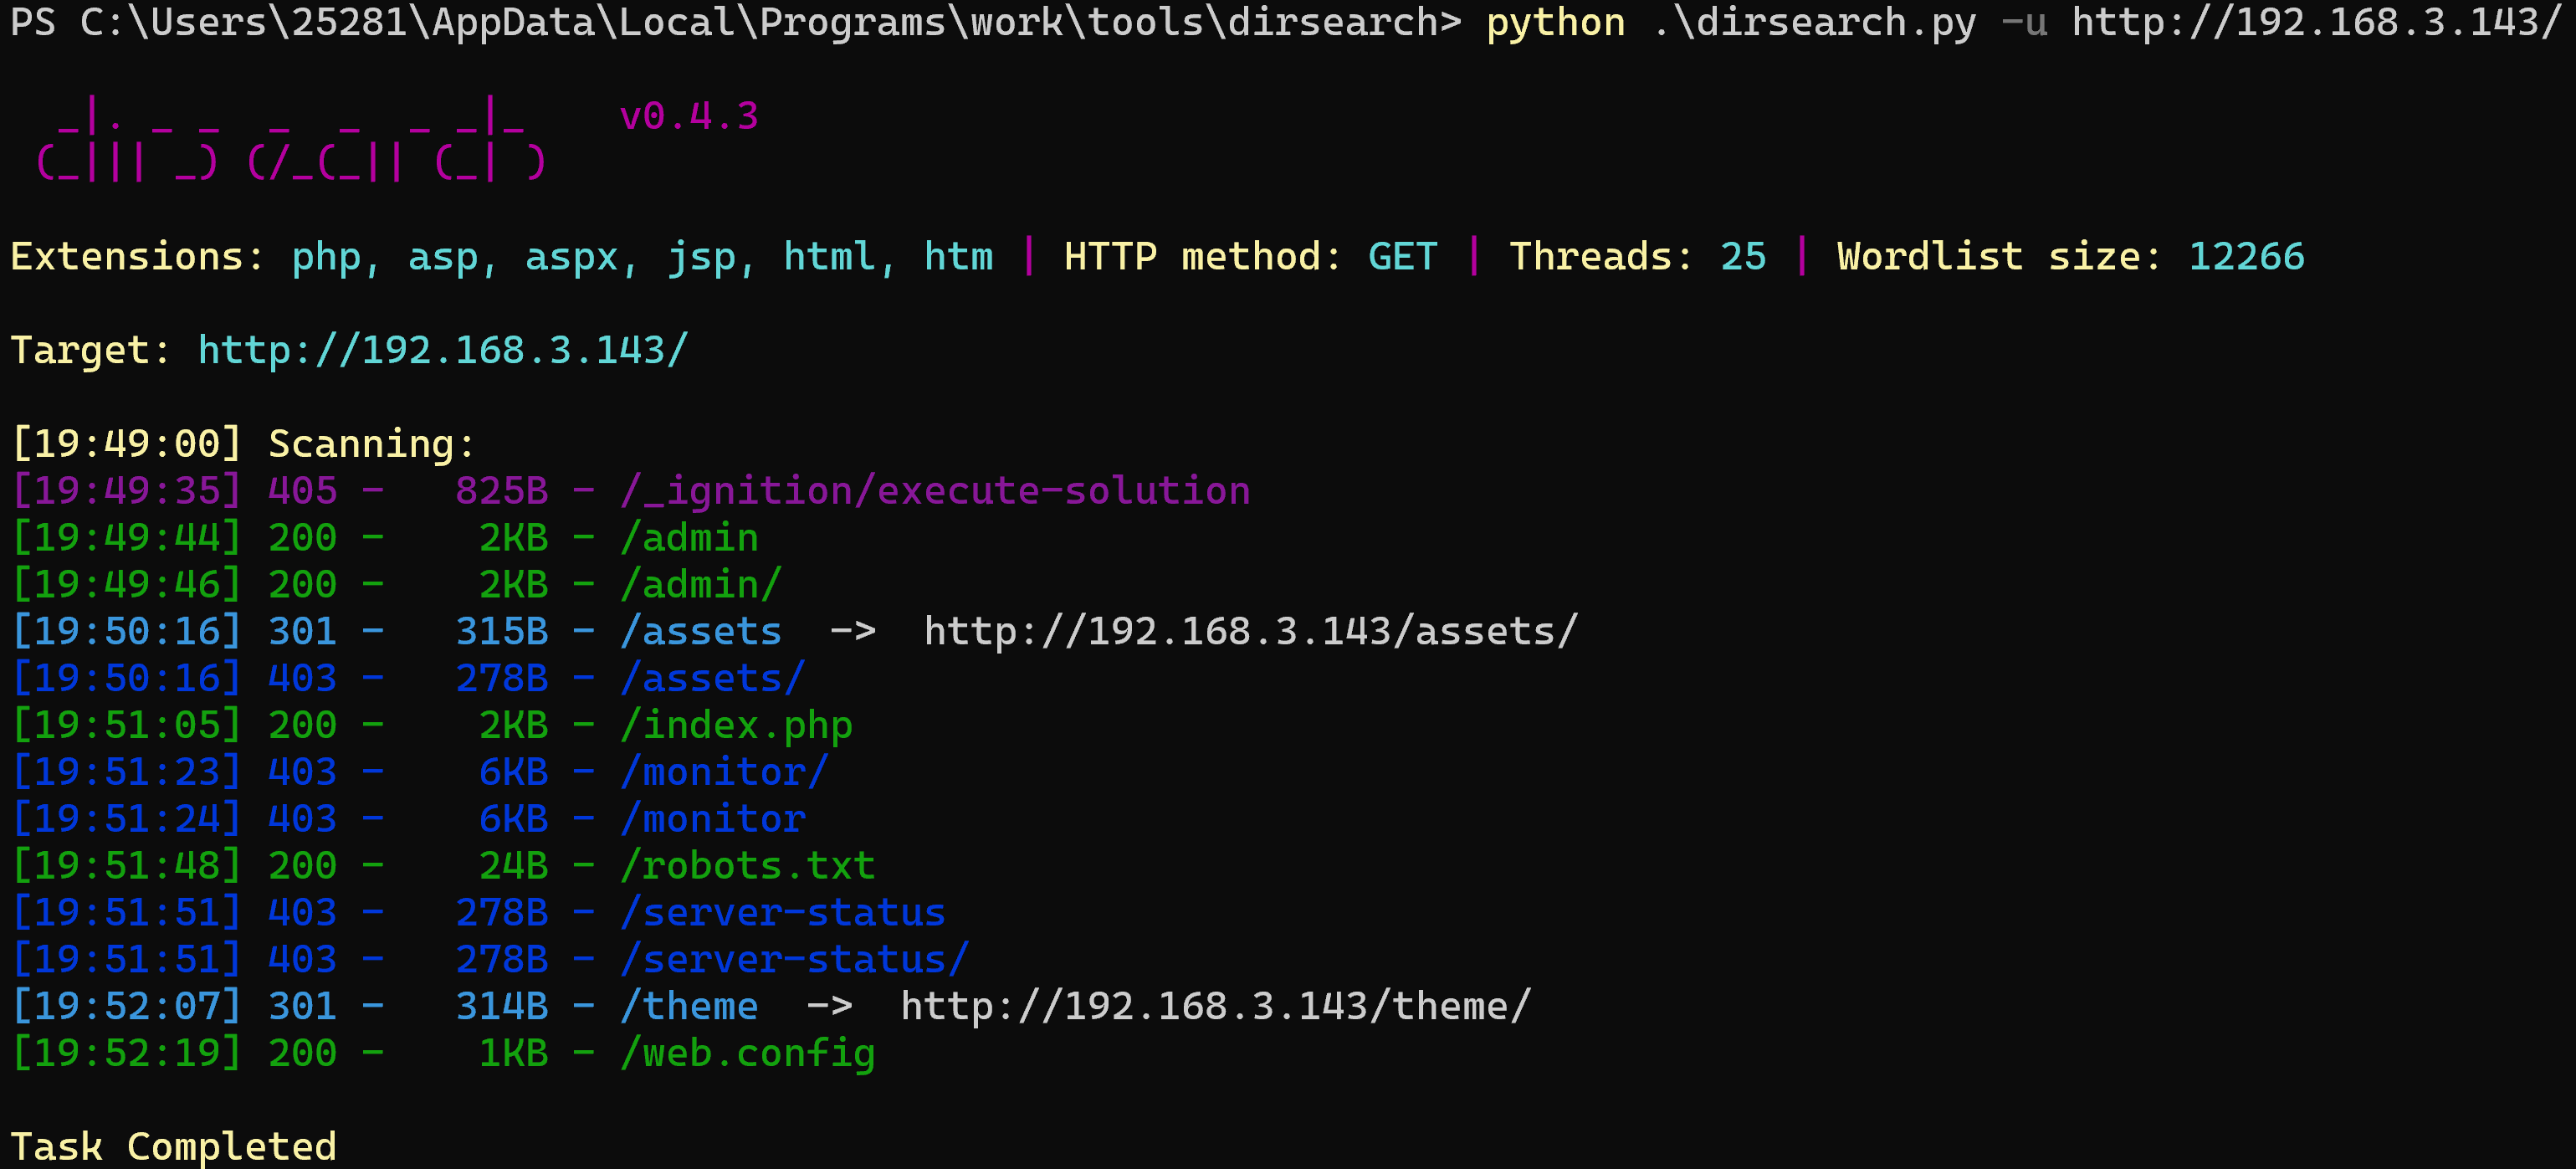 PS C:\Users\25281\AppData\Local\Programs\work\tools\dirsearch> python .\dirsearch.py -u http://192.168.3.143/
  _|. _ _  _  _  _ _|_    v0.4.3
 (_||| _) (/_(_|| (_| )
Extensions: php, asp, aspx, jsp, html, htm | HTTP method: GET | Threads: 25 | Wordlist size: 12266
Target: http://192.168.3.143/
[19:49:00] Scanning:
[19:49:35] 405 -   825B - /_ignition/execute-solution
[19:49:44] 200 -    2KB - /admin
[19:49:46] 200 -    2KB - /admin/
[19:50:16] 301 -   315B - /assets  ->  http://192.168.3.143/assets/
[19:50:16] 403 -   278B - /assets/
[19:51:05] 200 -    2KB - /index.php
[19:51:23] 403 -    6KB - /monitor/
[19:51:24] 403 -    6KB - /monitor
[19:51:48] 200 -    24B - /robots.txt
[19:51:51] 403 -   278B - /server-status
[19:51:51] 403 -   278B - /server-status/
[19:52:07] 301 -   314B - /theme  ->  http://192.168.3.143/theme/
[19:52:19] 200 -    1KB - /web.config
Task Completed